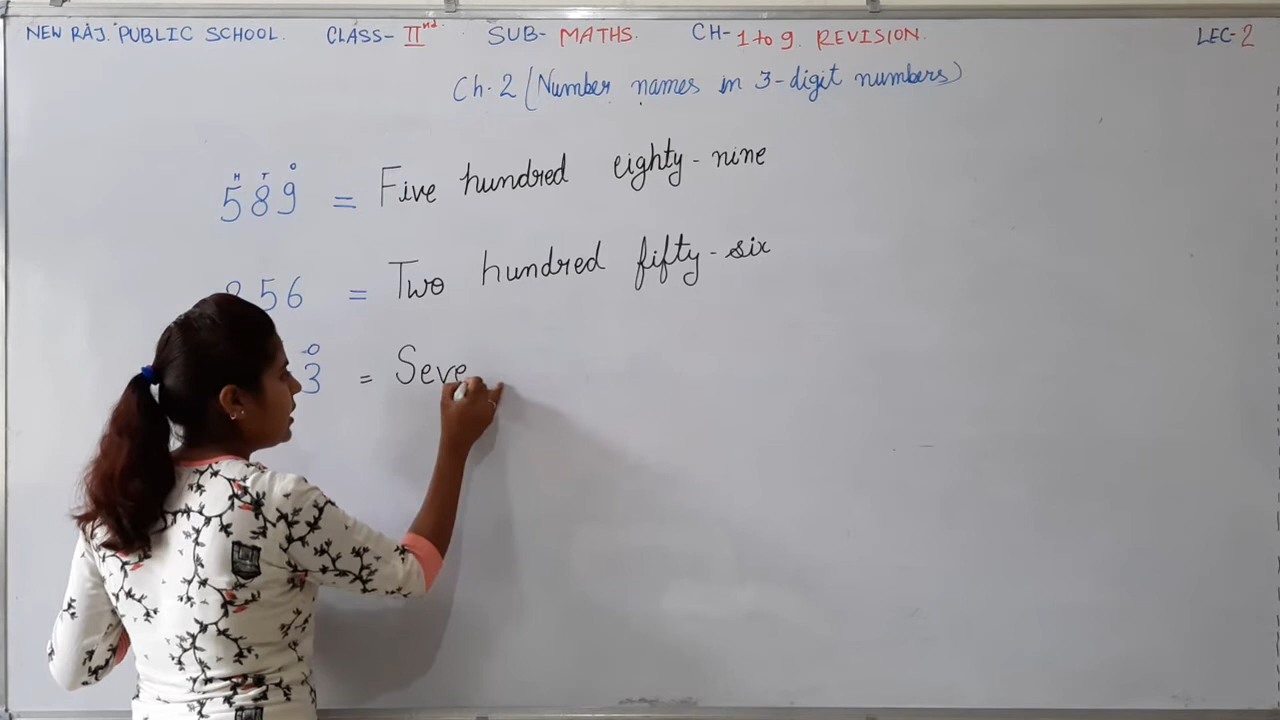 NEW RAJ. PUBLIC SCHOOL. CLASS- IInd. SUB- MATHS. CH- 1 to 9. REVISION. LEC-2
Ch. 2 (Number names in 3-digit numbers)
H T O
589 = Five hundred eighty-nine
56 = Two hundred fifty-six
O
3 = Seve